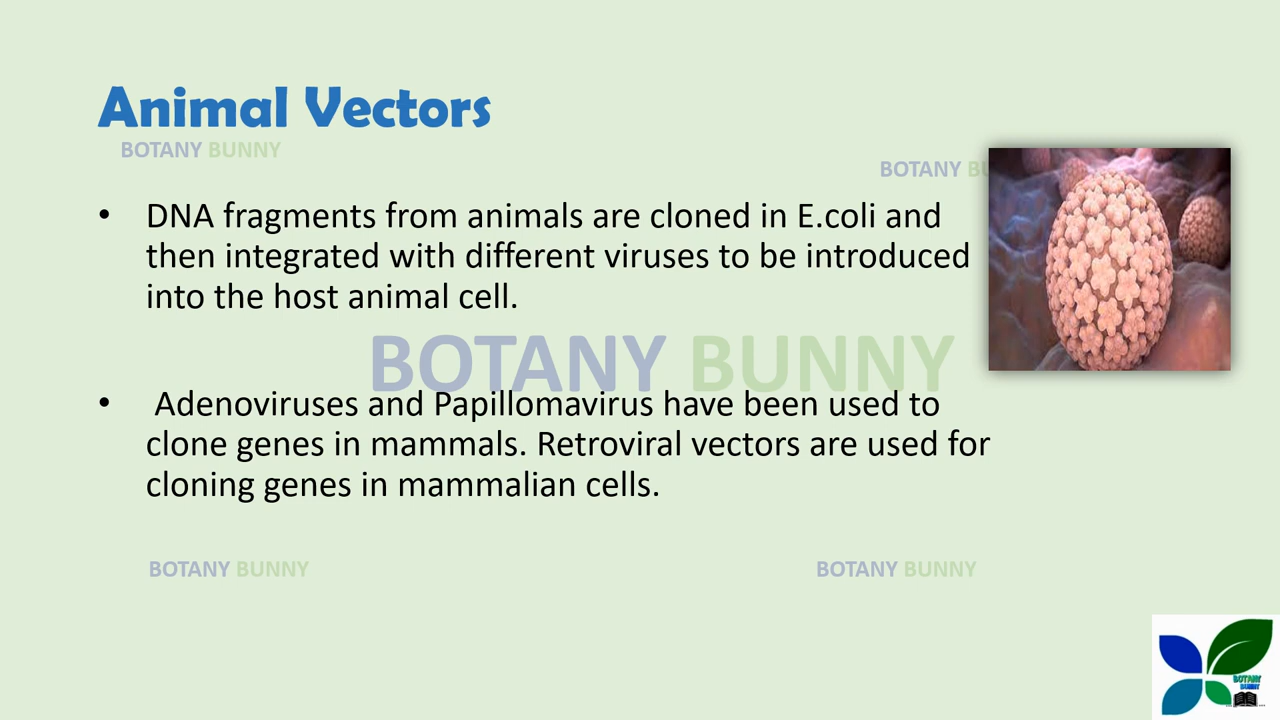 Animal Vectors
BOTANY BUNNY
BOTANY BU
• DNA fragments from animals are cloned in E.coli and
then integrated with different viruses to be introduced
into the host animal cell.
BOTANY BUNNY
• Adenoviruses and Papillomavirus have been used to
clone genes in mammals. Retroviral vectors are used for
cloning genes in mammalian cells.
BOTANY BUNNY
BOTANY BUNNY
BOTANY
BUNNY